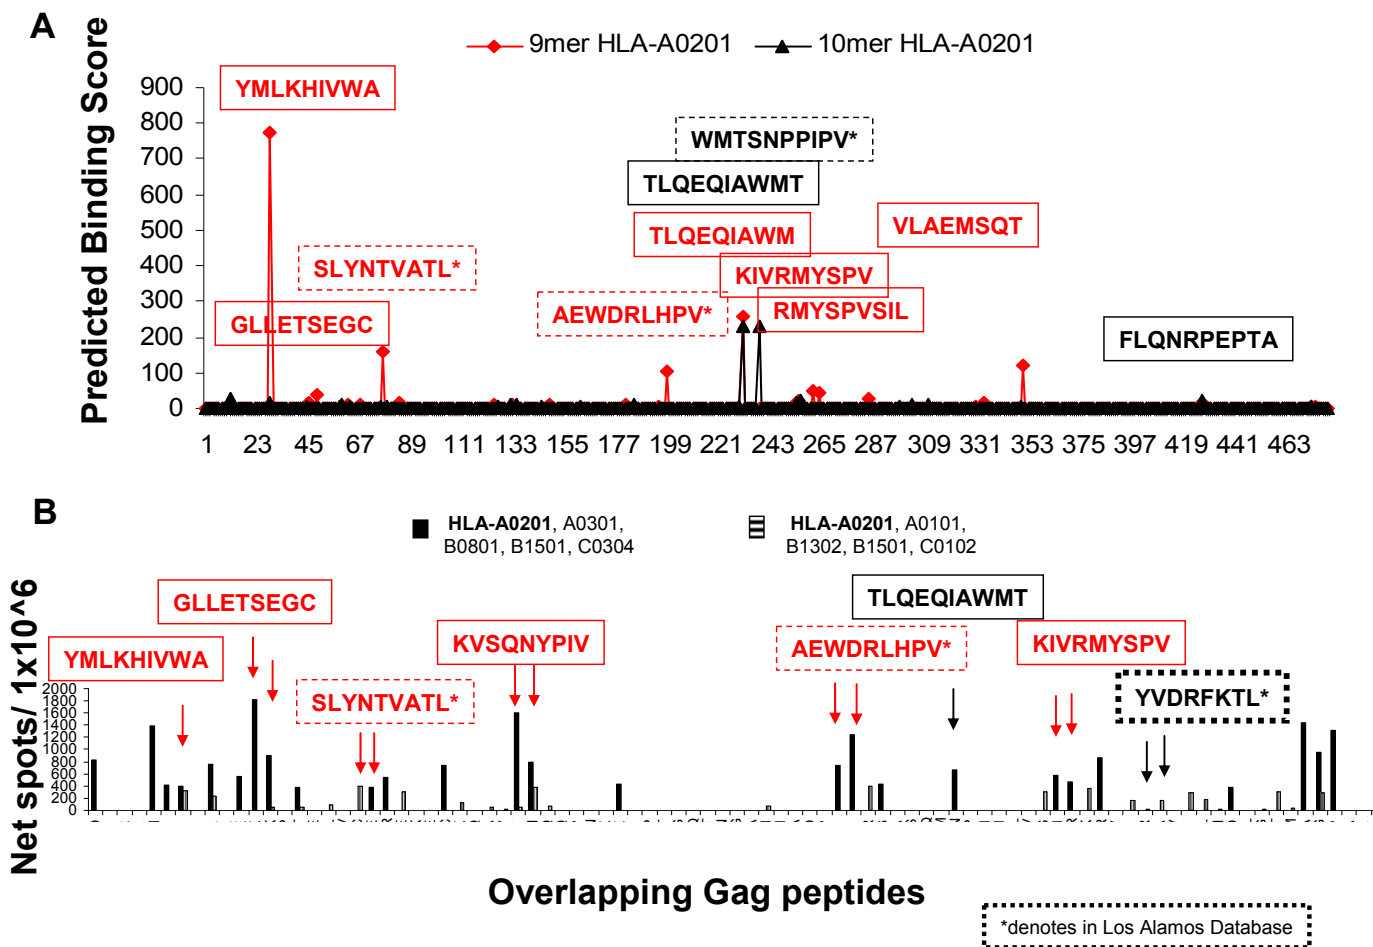 A
9mer HLA-A0201
10mer HLA-A0201
Predicted Binding Score
900
800
700
600
500
400
300
200
100
0
YMLKHIVWA
WMTSNPPIPV*
TLQEQIAWMT
TLQEQIAWM
VLAEMSQT
SLYNTVATL*
KIVRMYSPV
GLLETSEGC
AEWDRLHPV*
RMYSPVSIL
FLQNRPEPTA
1 23 45 67 89 111 133 155 177 199 221 243 265 287 309 331 353 375 397 419 441 463
B
HLA-A0201, A0301,
B0801, B1501, C0304
HLA-A0201, A0101,
B1302, B1501, C0102
Net spots/ 1x10^6
GLLETSEGC
TLQEQIAWMT
YMLKHIVWA
KVSQNYPIV
AEWDRLHPV*
KIVRMYSPV
SLYNTVATL*
YVDRFKTL*
2000
1800
1600
1400
1200
1000
800
600
400
200
0
Overlapping Gag peptides
*denotes in Los Alamos Database